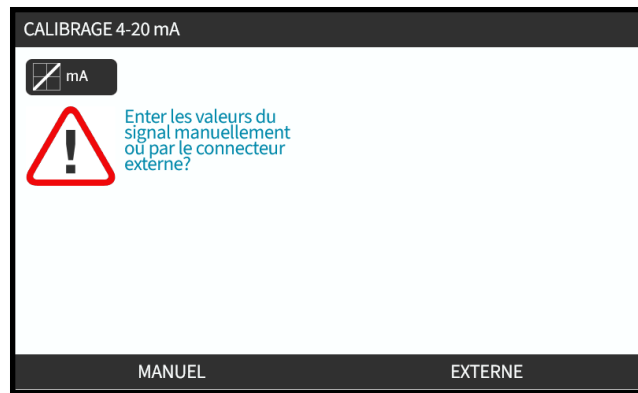 CALIBRAGE 4-20 mA
mA
Enter les valeurs du
signal manuellement
ou par le connecteur
externe?
MANUEL
EXTERNE